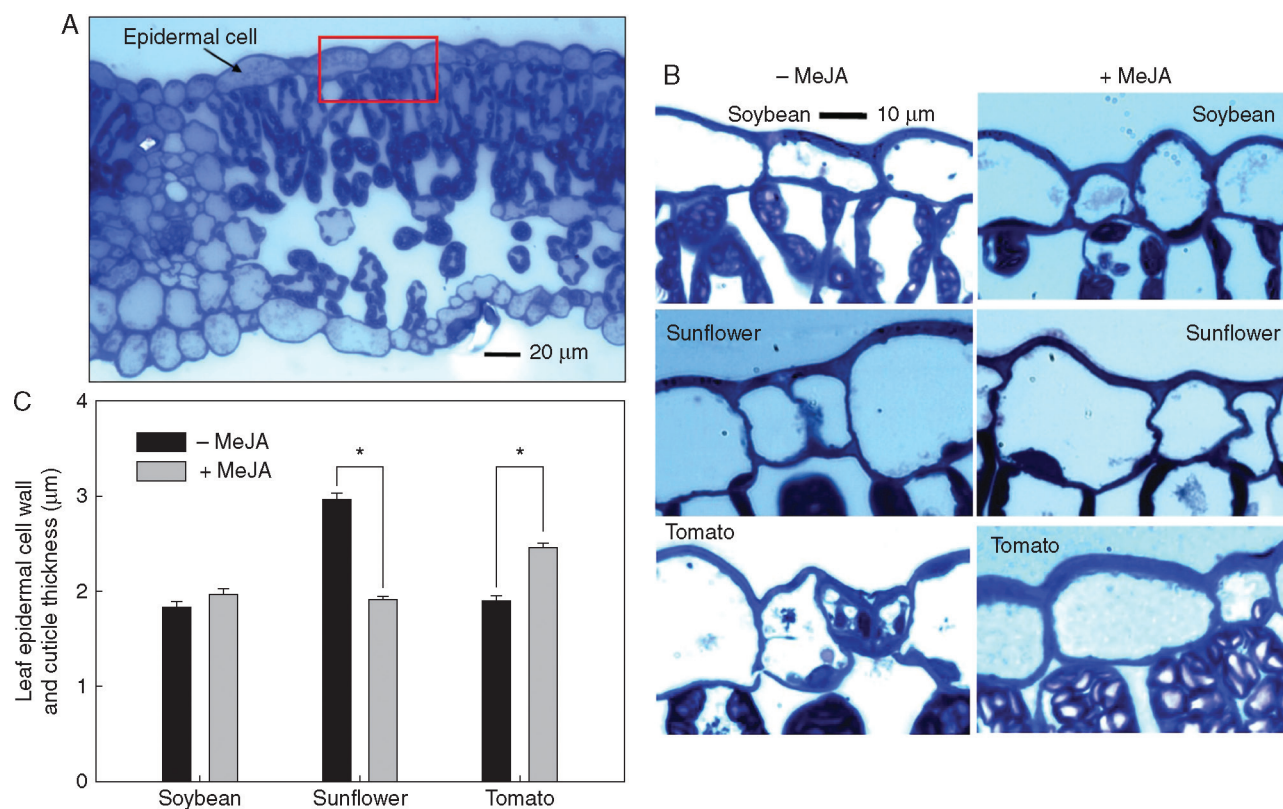 A
Epidermal cell
20 μm
B
– MeJA
+ MeJA
Soybean
10 μm
Soybean
Sunflower
Sunflower
Tomato
Tomato
C
Leaf epidermal cell wall
and cuticle thickness (μm)
4
3
2
1
0
– MeJA
+ MeJA
*
*
Soybean
Sunflower
Tomato